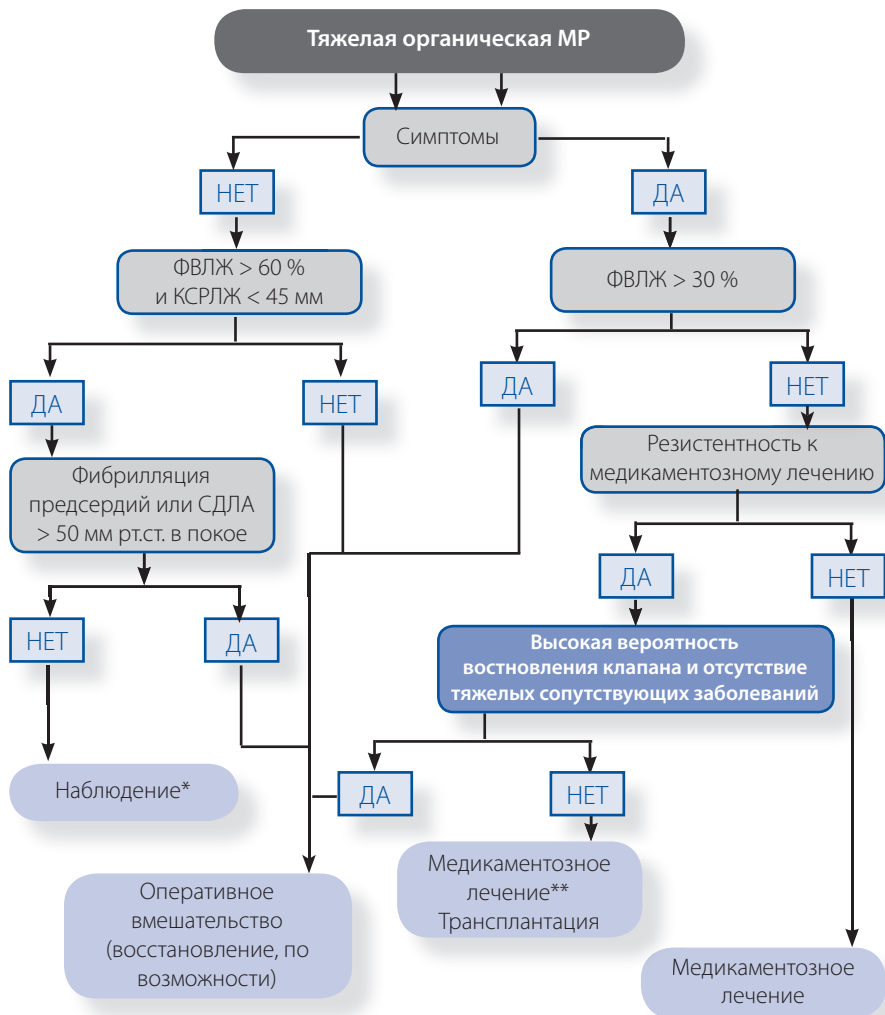 Тяжелая органическая МР
Симптомы
НЕТ
ДА
ФВЛЖ > 60 %
и КСРЛЖ < 45 мм
ФВЛЖ > 30 %
ДА
НЕТ
ДА
НЕТ
Фибрилляция
предсердий или СДЛА
> 50 мм рт.ст. в покое
Резистентность к
медикаментозному лечению
НЕТ
ДА
ДА
НЕТ
Высокая вероятность
востновления клапана и отсутствие
тяжелых сопутствующих заболеваний
Наблюдение*
ДА
НЕТ
Оперативное
вмешательство
(восстановление, по
возможности)
Медикаментозное
лечение**
Трансплантация
Медикаментозное
лечение